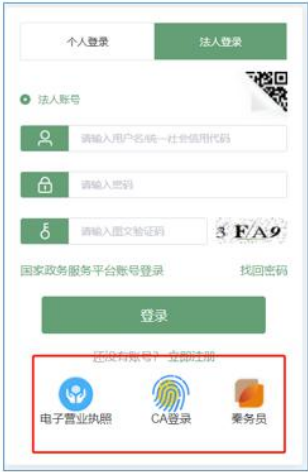 个人登录 法人登录
法人账号
请输入用户名/统一社会信用代码
请输入密码
请输入图文验证码 3 FA9
国家政务服务平台账号登录 找回密码
登录
还没有账号？ 立即注册
电子营业执照 CA登录 秦务员